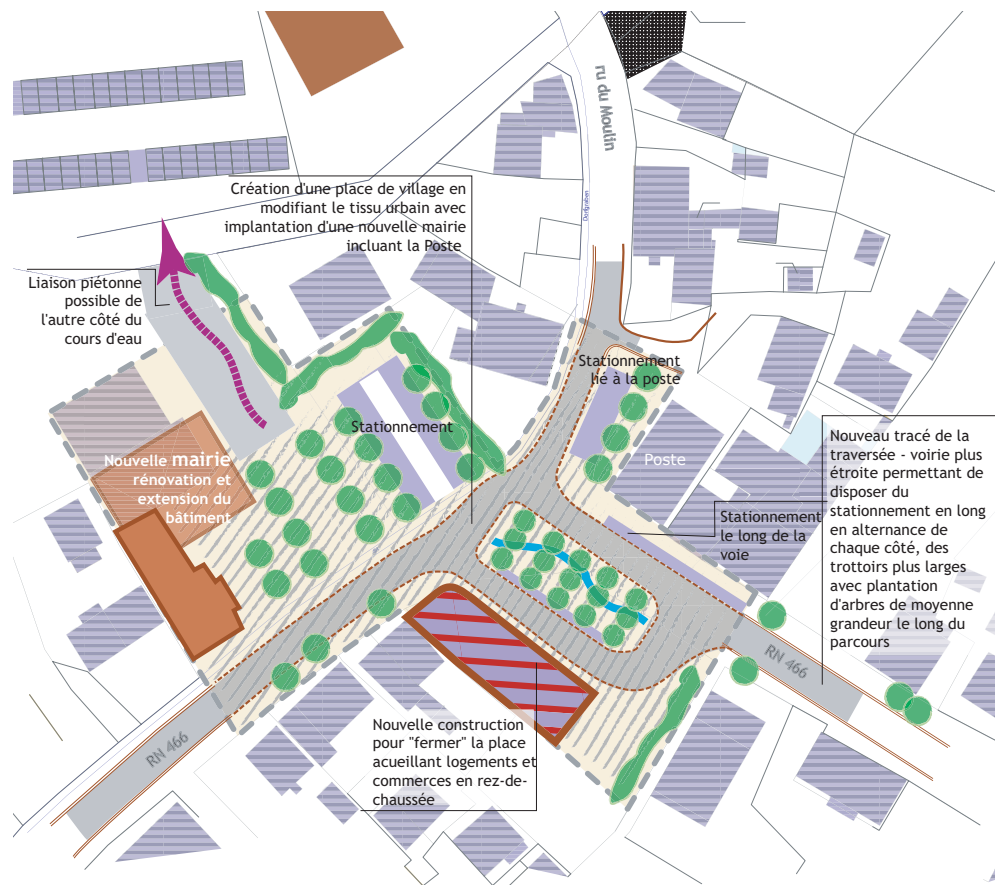 ru du Moulin
Dorfgraben
Création d'une place de village en
modifiant le tissu urbain avec
implantation d'une nouvelle mairie
incluant la Poste
Liaison piétonne
possible de
l'autre côté du
cours d'eau
Stationnement
lié à la poste
Stationnement
Nouvelle mairie
rénovation et
extension du
bâtiment
Poste
Stationnement
le long de la
voie
Nouveau tracé de la
traversée - voirie plus
étroite permettant de
disposer du
stationnement en long
en alternance de
chaque côté, des
trottoirs plus larges
avec plantation
d'arbres de moyenne
grandeur le long du
parcours
RN 466
RN 466
Nouvelle construction
pour "fermer" la place
acueillant logements et
commerces en rez-de-
chaussée